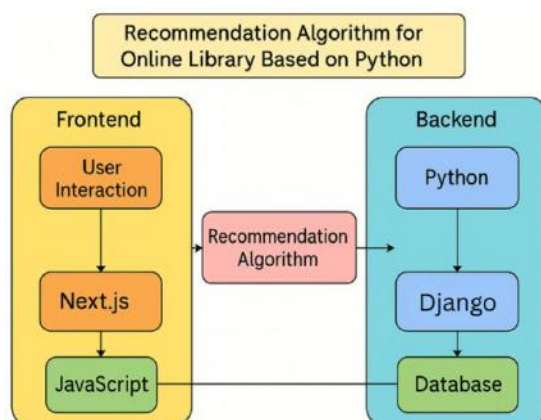 Recommendation Algorithm for
Online Library Based on Python
Frontend
User
Interaction
Next.js
JavaScript
Recommendation
Algorithm
Backend
Python
Django
Database